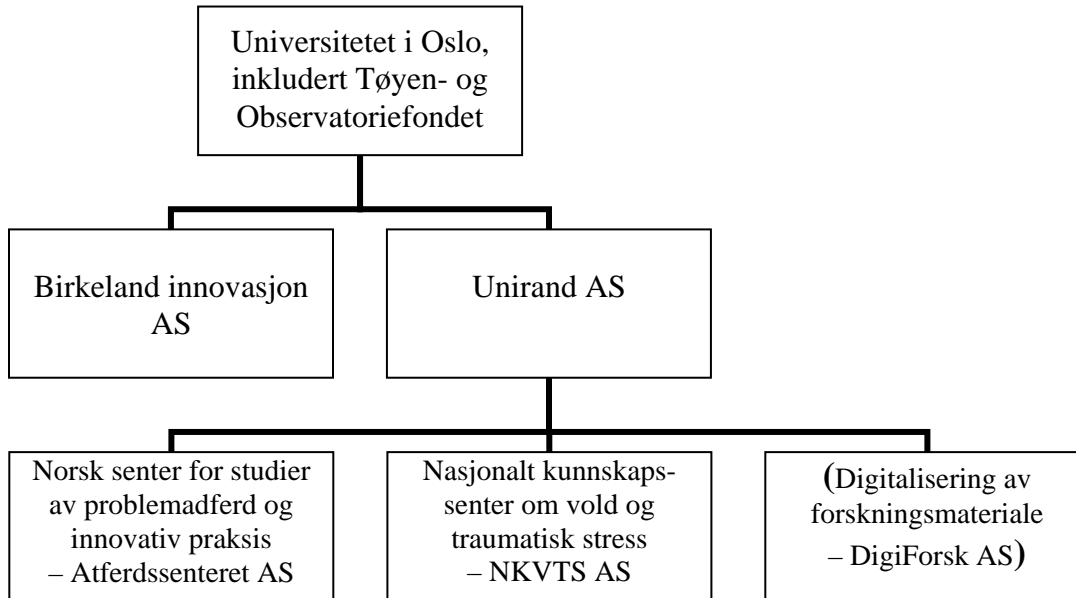 Universitetet i Oslo,
inkludert Tøyen- og
Observatoriefondet
Birkeland innovasjon
AS
Unirand AS
Norsk senter for studier
av problemadferd og
innovativ praksis
– Atferdssenteret AS
Nasjonalt kunnskaps-
senter om vold og
traumatisk stress
– NKVTS AS
(Digitalisering av
forskningsmateriale
– DigiForsk AS)